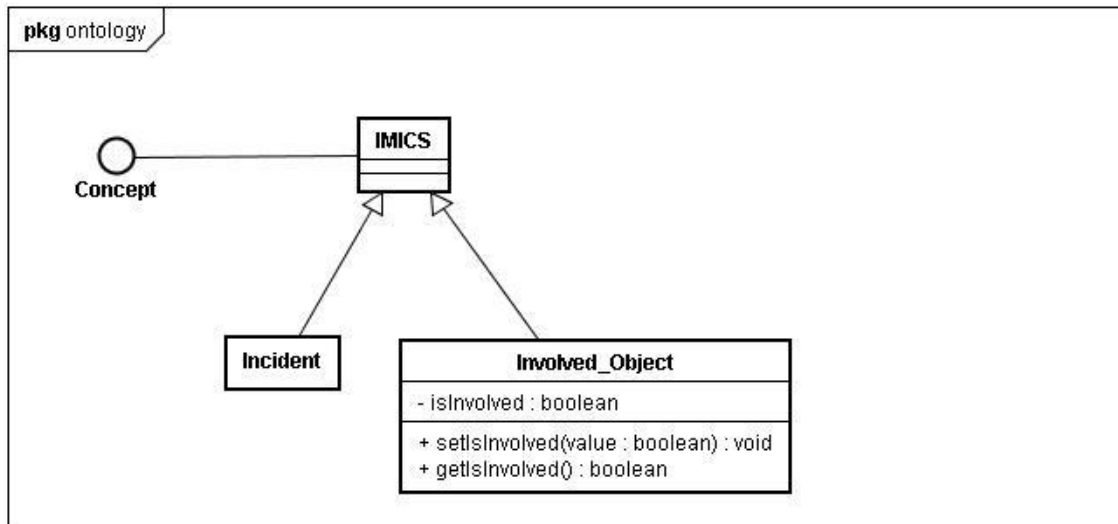 pkg ontology
IMICS
Concept
Incident
Involved_Object
- isInvolved : boolean
+ setIsInvolved(value : boolean) : void
+ getIsInvolved() : boolean